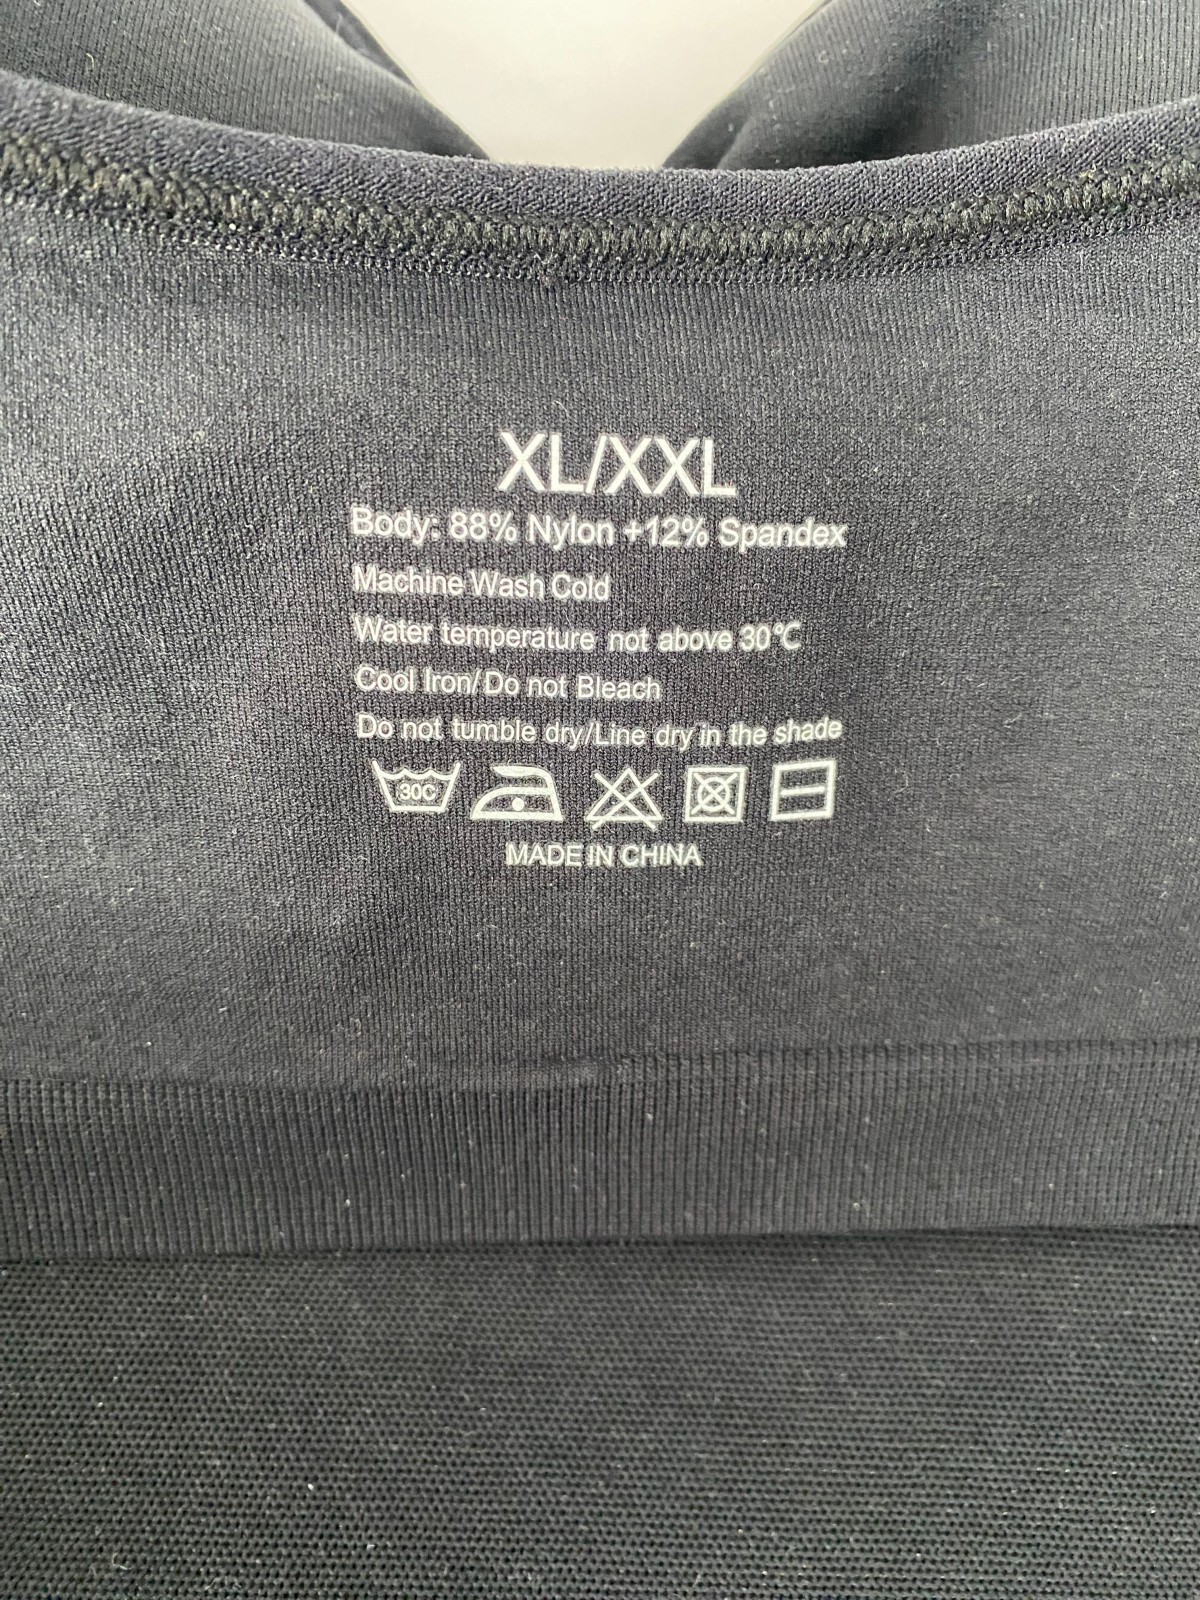 XL/XXL
Body: 88% Nylon +12% Spandex
Machine Wash Cold
Water temperature not above 30℃
Cool Iron/Do not Bleach
Do not tumble dry/Line dry in the shade
30C
MADE IN CHINA